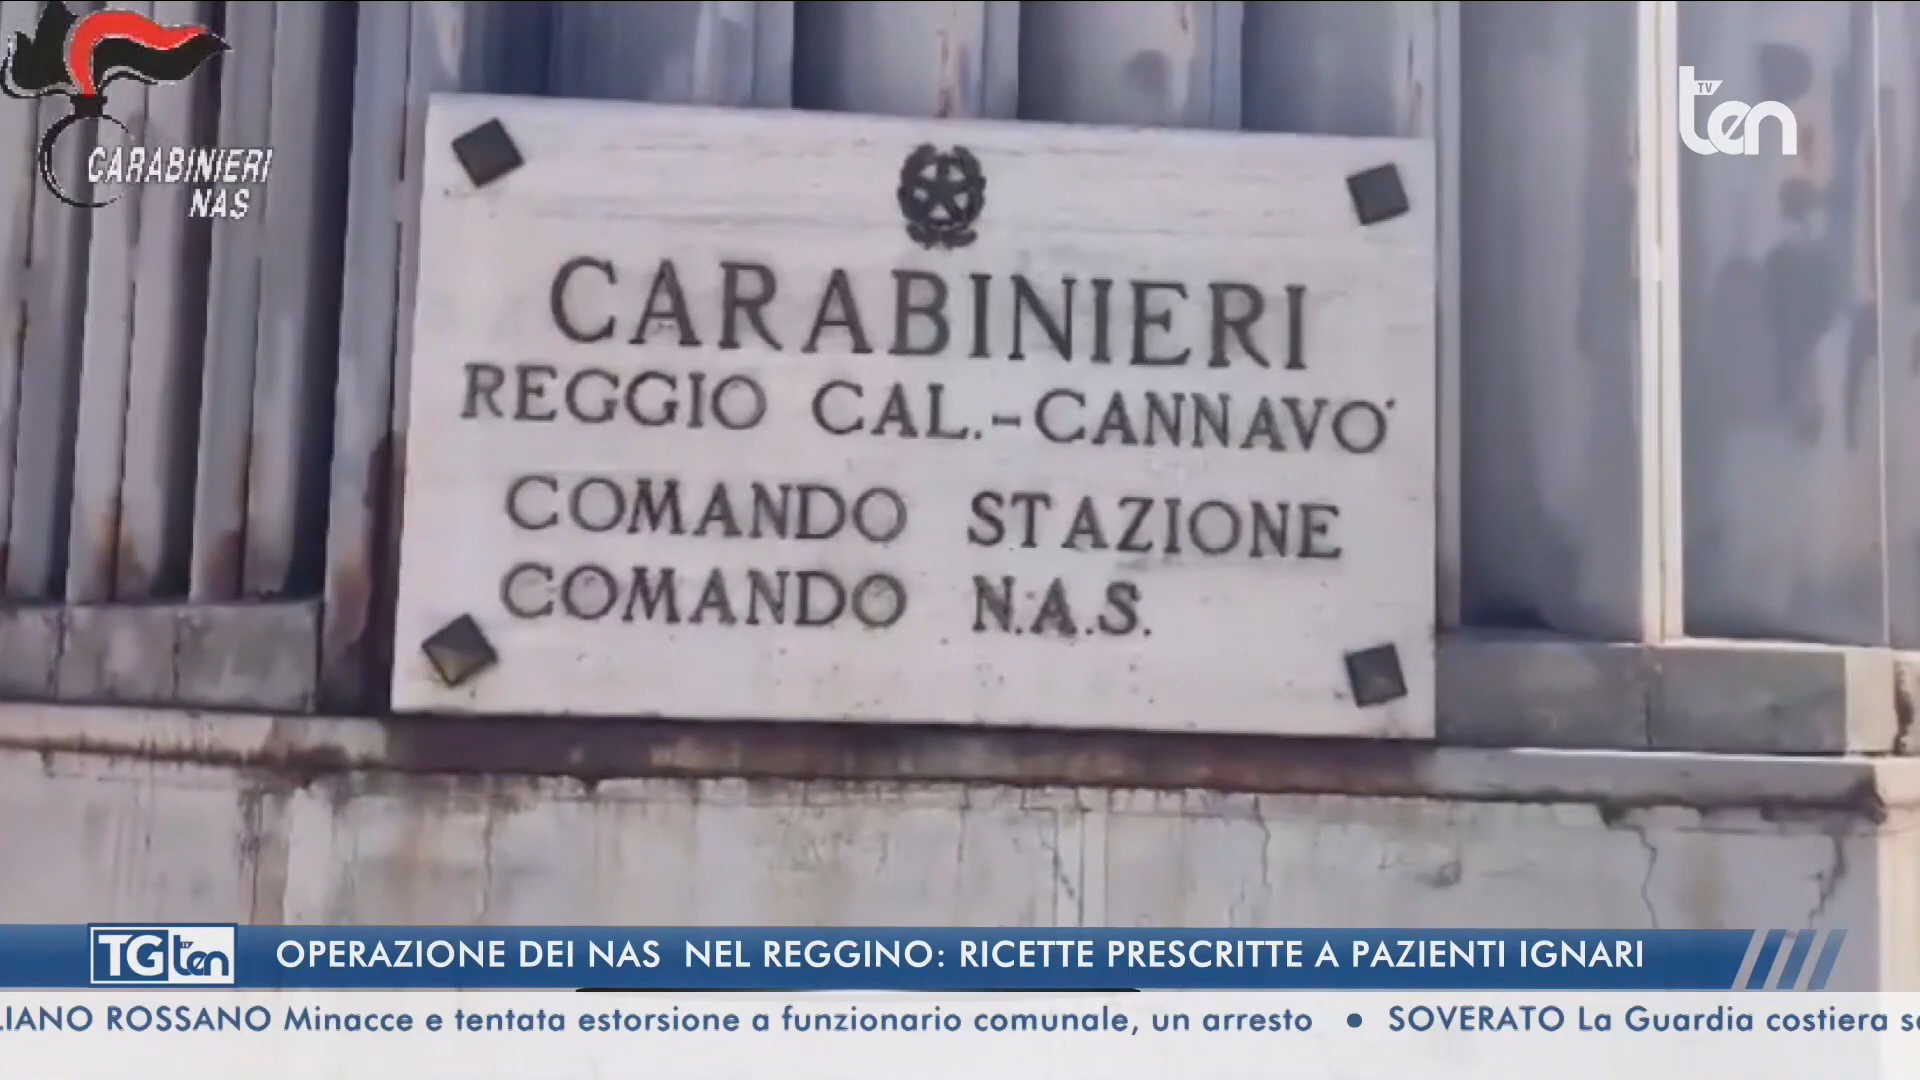 CARABINIERI
NAS
TV
ten
CARABINIERI
REGGIO CAL.-CANNAVO'
COMANDO STAZIONE
COMANDO N.A.S.
TG ten
OPERAZIONE DEI NAS NEL REGGINO: RICETTE PRESCRITTE A PAZIENTI IGNARI
LIANO ROSSANO Minacce e tentata estorsione a funzionario comunale, un arresto • SOVERATO La Guardia costiera s